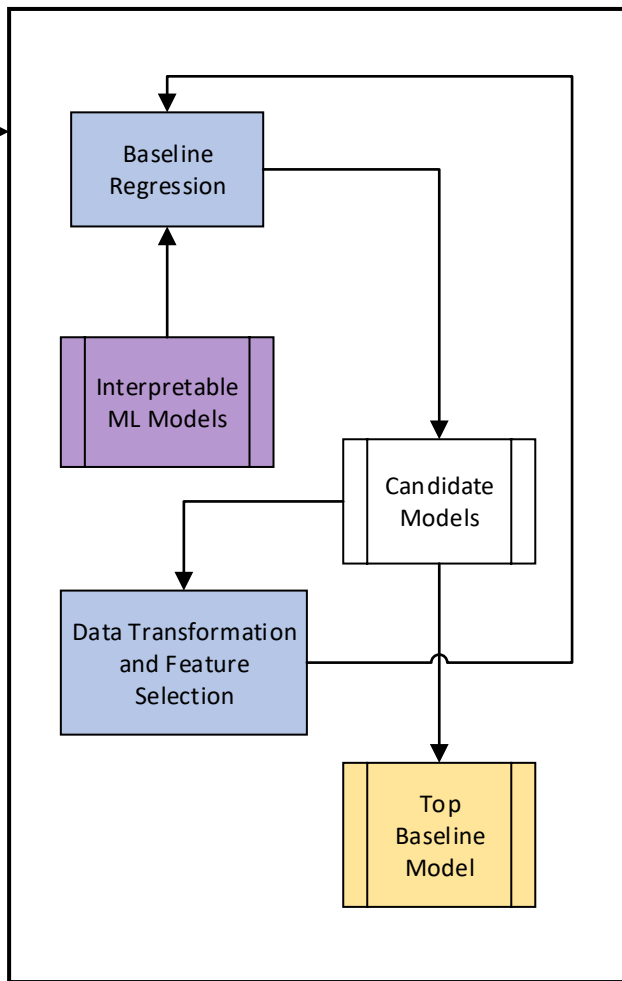 Baseline
Regression
Interpretable
ML Models
Candidate
Models
Data Transformation
and Feature
Selection
Top
Baseline
Model